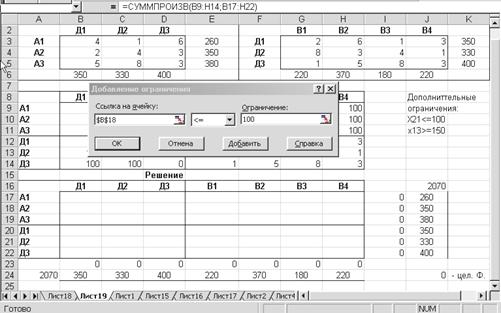 =СУММПРОИЗВ(B9:H14;B17:H22)
A B C D E F G H I J K
2 Д1 Д2 Д3 В1 В2 В3 В4
3 А1 4 1 6 260 Д1 2 6 1 3 350
А2 2 4 3 350 Д2 8 3 4 1 330
5 А3 5 8 3 380 Д3 1 5 8 3 400
6 350 330 400 220 370 180 220
7
8 В4 Дополнительные
9 А1 100 ограничения:
10 А2 100 X21<=100
11 А3 100 x13>=150
12 Д1 3
13 Д2 1
14 Д3 100 100 0 1 5 8 3
Добавление ограничения
Ссылка на ячейку: Ограничение:
$B$18 <= 100
ОК Отмена Добавить Справка
15 Решение
16 Д1 Д2 Д3 В1 В2 В3 В4 2070
17 А1 0 260
18 А2 0 350
19 А3 0 380
20 Д1 0 350
21 Д2 0 330
22 Д3 0 400
23 0 0 0 0 0 0 0
24 2070 350 330 400 220 370 180 220 0 - цел. Ф.
25
Лист18 Лист19 Лист1 Лист15 Лист16 Лист17 Лист2
Готово NUM